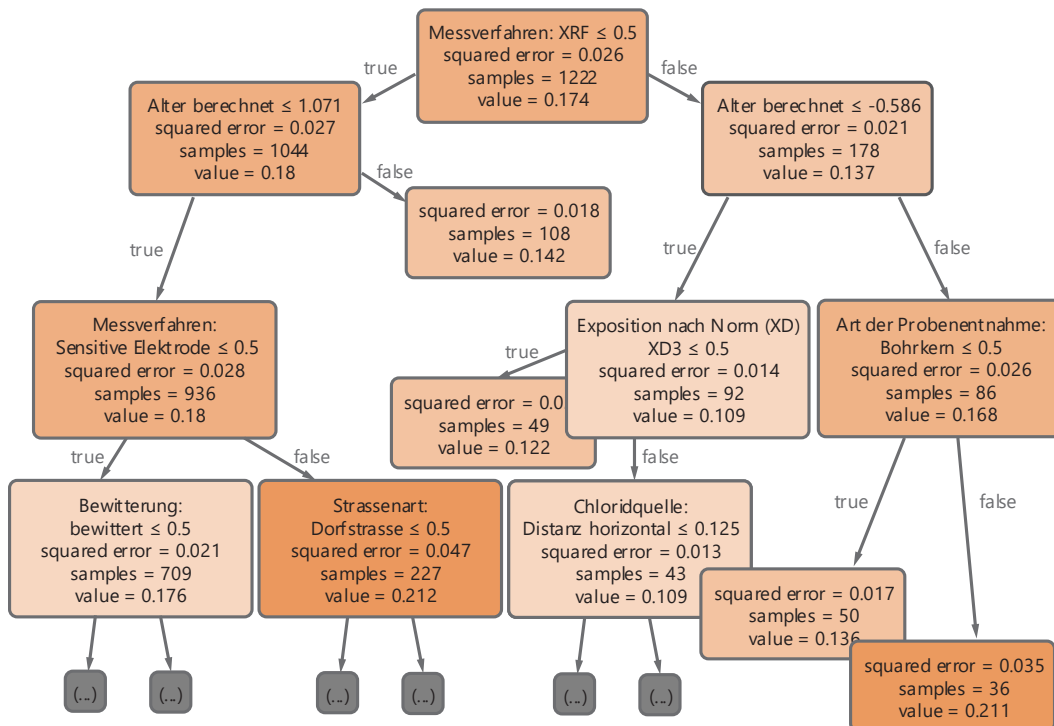 Messverfahren: XRF ≤ 0.5
squared error = 0.026
samples = 1222
value = 0.174
true
false
Alter berechnet ≤ 1.071
squared error = 0.027
samples = 1044
value = 0.18
Alter berechnet ≤ -0.586
squared error = 0.021
samples = 178
value = 0.137
false
squared error = 0.018
samples = 108
value = 0.142
true
true
false
Messverfahren:
Sensitive Elektrode ≤ 0.5
squared error = 0.028
samples = 936
value = 0.18
Exposition nach Norm (XD)
XD3 ≤ 0.5
squared error = 0.014
samples = 92
value = 0.109
Art der Probenentnahme:
Bohrkern ≤ 0.5
squared error = 0.026
samples = 86
value = 0.168
true
squared error = 0.0
samples = 49
value = 0.122
true
false
false
Bewitterung:
bewittert ≤ 0.5
squared error = 0.021
samples = 709
value = 0.176
Strassenart:
Dorfstrasse ≤ 0.5
squared error = 0.047
samples = 227
value = 0.212
Chloridquelle:
Distanz horizontal ≤ 0.125
squared error = 0.013
samples = 43
value = 0.109
true
false
squared error = 0.017
samples = 50
value = 0.136
squared error = 0.035
samples = 36
value = 0.211
(...)
(...)
(...)
(...)
(...)
(...)